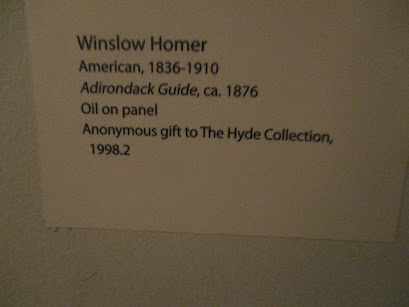 Winslow Homer
American, 1836-1910
Adirondack Guide, ca. 1876
Oil on panel
Anonymous gift to The Hyde Collection,
1998.2